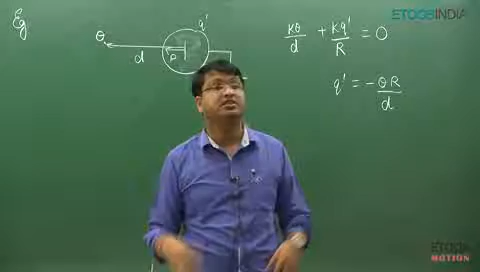 Eg
Q
d
R
q'
KQ/d + Kq'/R = 0
q' = -QR/d
ETOOSINDIA
ETOOS
MOTION